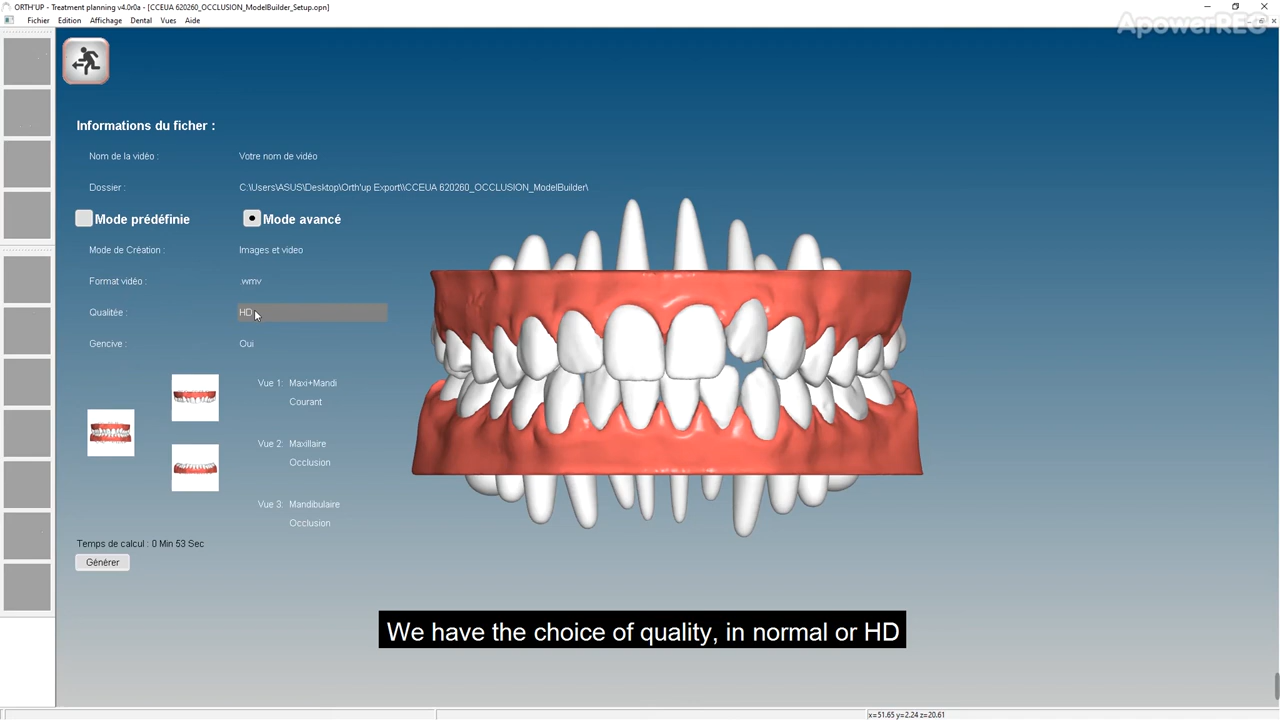 ORTH'UP - Treatment planning v4.0r0a - [CCEUA 620260_OCCLUSION_ModelBuilder_Setup.opn]
Fichier Edition Affichage Dental Vues Aide
ApowerREC
Informations du ficher :
Nom de la vidéo : Votre nom de vidéo
Dossier : C:\Users\ASUS\Desktop\Orth'up Export\\CCEUA 620260_OCCLUSION_ModelBuilder\
Mode prédéfinie Mode avancé
Mode de Création : Images et video
Format vidéo : .wmv
Qualitée : HD
Gencive : Oui
Vue 1: Maxi+Mandi
Courant
Vue 2: Maxillaire
Occlusion
Vue 3: Mandibulaire
Occlusion
Temps de calcul : 0 Min 53 Sec
Générer
We have the choice of quality, in normal or HD
x=51.65 y=2.24 z=20.61